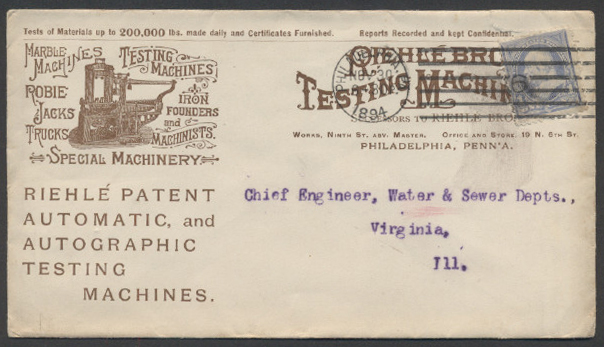 Tests of Materials up to 200,000 lbs. made daily and Certificates Furnished. Reports Recorded and kept Confidential.
MARBLE MACHINES
TESTING MACHINES
ROBIE JACKS
TRUCKS
IRON FOUNDERS and MACHINISTS.
SPECIAL MACHINERY
RIEHLE BROS
TESTING MACHINE
TO RIEHLE BROS
WORKS, NINTH ST. ABV. MASTER. OFFICE AND STORE 19 N. 6TH ST.
PHILADELPHIA, PENN'A.
1894
RIEHLÉ PATENT
AUTOMATIC, and
AUTOGRAPHIC
TESTING
MACHINES.
Chief Engineer, Water & Sewer Depts.,
Virginia,
Ill.